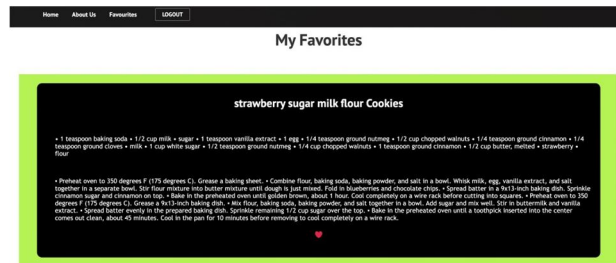 Home About Us Favourites LOGOUT
My Favorites
strawberry sugar milk flour Cookies
• 1 teaspoon baking soda • 1/2 cup milk • sugar • 1 teaspoon vanilla extract • 1 egg • 1/4 teaspoon ground nutmeg • 1/2 cup chopped walnuts • 1/4 teaspoon ground cinnamon • 1/4
teaspoon ground cloves • milk • 1 cup white sugar • 1/2 teaspoon ground nutmeg • 1/4 cup chopped walnuts • 1 teaspoon ground cinnamon • 1/2 cup butter, melted • strawberry •
flour
• Preheat oven to 350 degrees F (175 degrees C). Grease a baking sheet. • Combine flour, baking soda, baking powder, and salt in a bowl. Whisk milk, egg, vanilla extract, and salt
together in a separate bowl. Stir flour mixture into butter mixture until dough is just mixed. Fold in blueberries and chocolate chips. • Spread batter in a 9x13-inch baking dish. Sprinkle
cinnamon sugar and cinnamon on top. • Bake in the preheated oven until golden brown, about 1 hour. Cool completely on a wire rack before cutting into squares. • Preheat oven to 350
degrees F (175 degrees C). Grease a 9x13-inch baking dish. • Mix flour, baking soda, baking powder, and salt together in a bowl. Add sugar and mix well. Stir in buttermilk and vanilla
extract. • Spread batter evenly in the prepared baking dish. Sprinkle remaining 1/2 cup sugar over the top. • Bake in the preheated oven until a toothpick inserted into the center
comes out clean, about 45 minutes. Cool in the pan for 10 minutes before removing to cool completely on a wire rack.